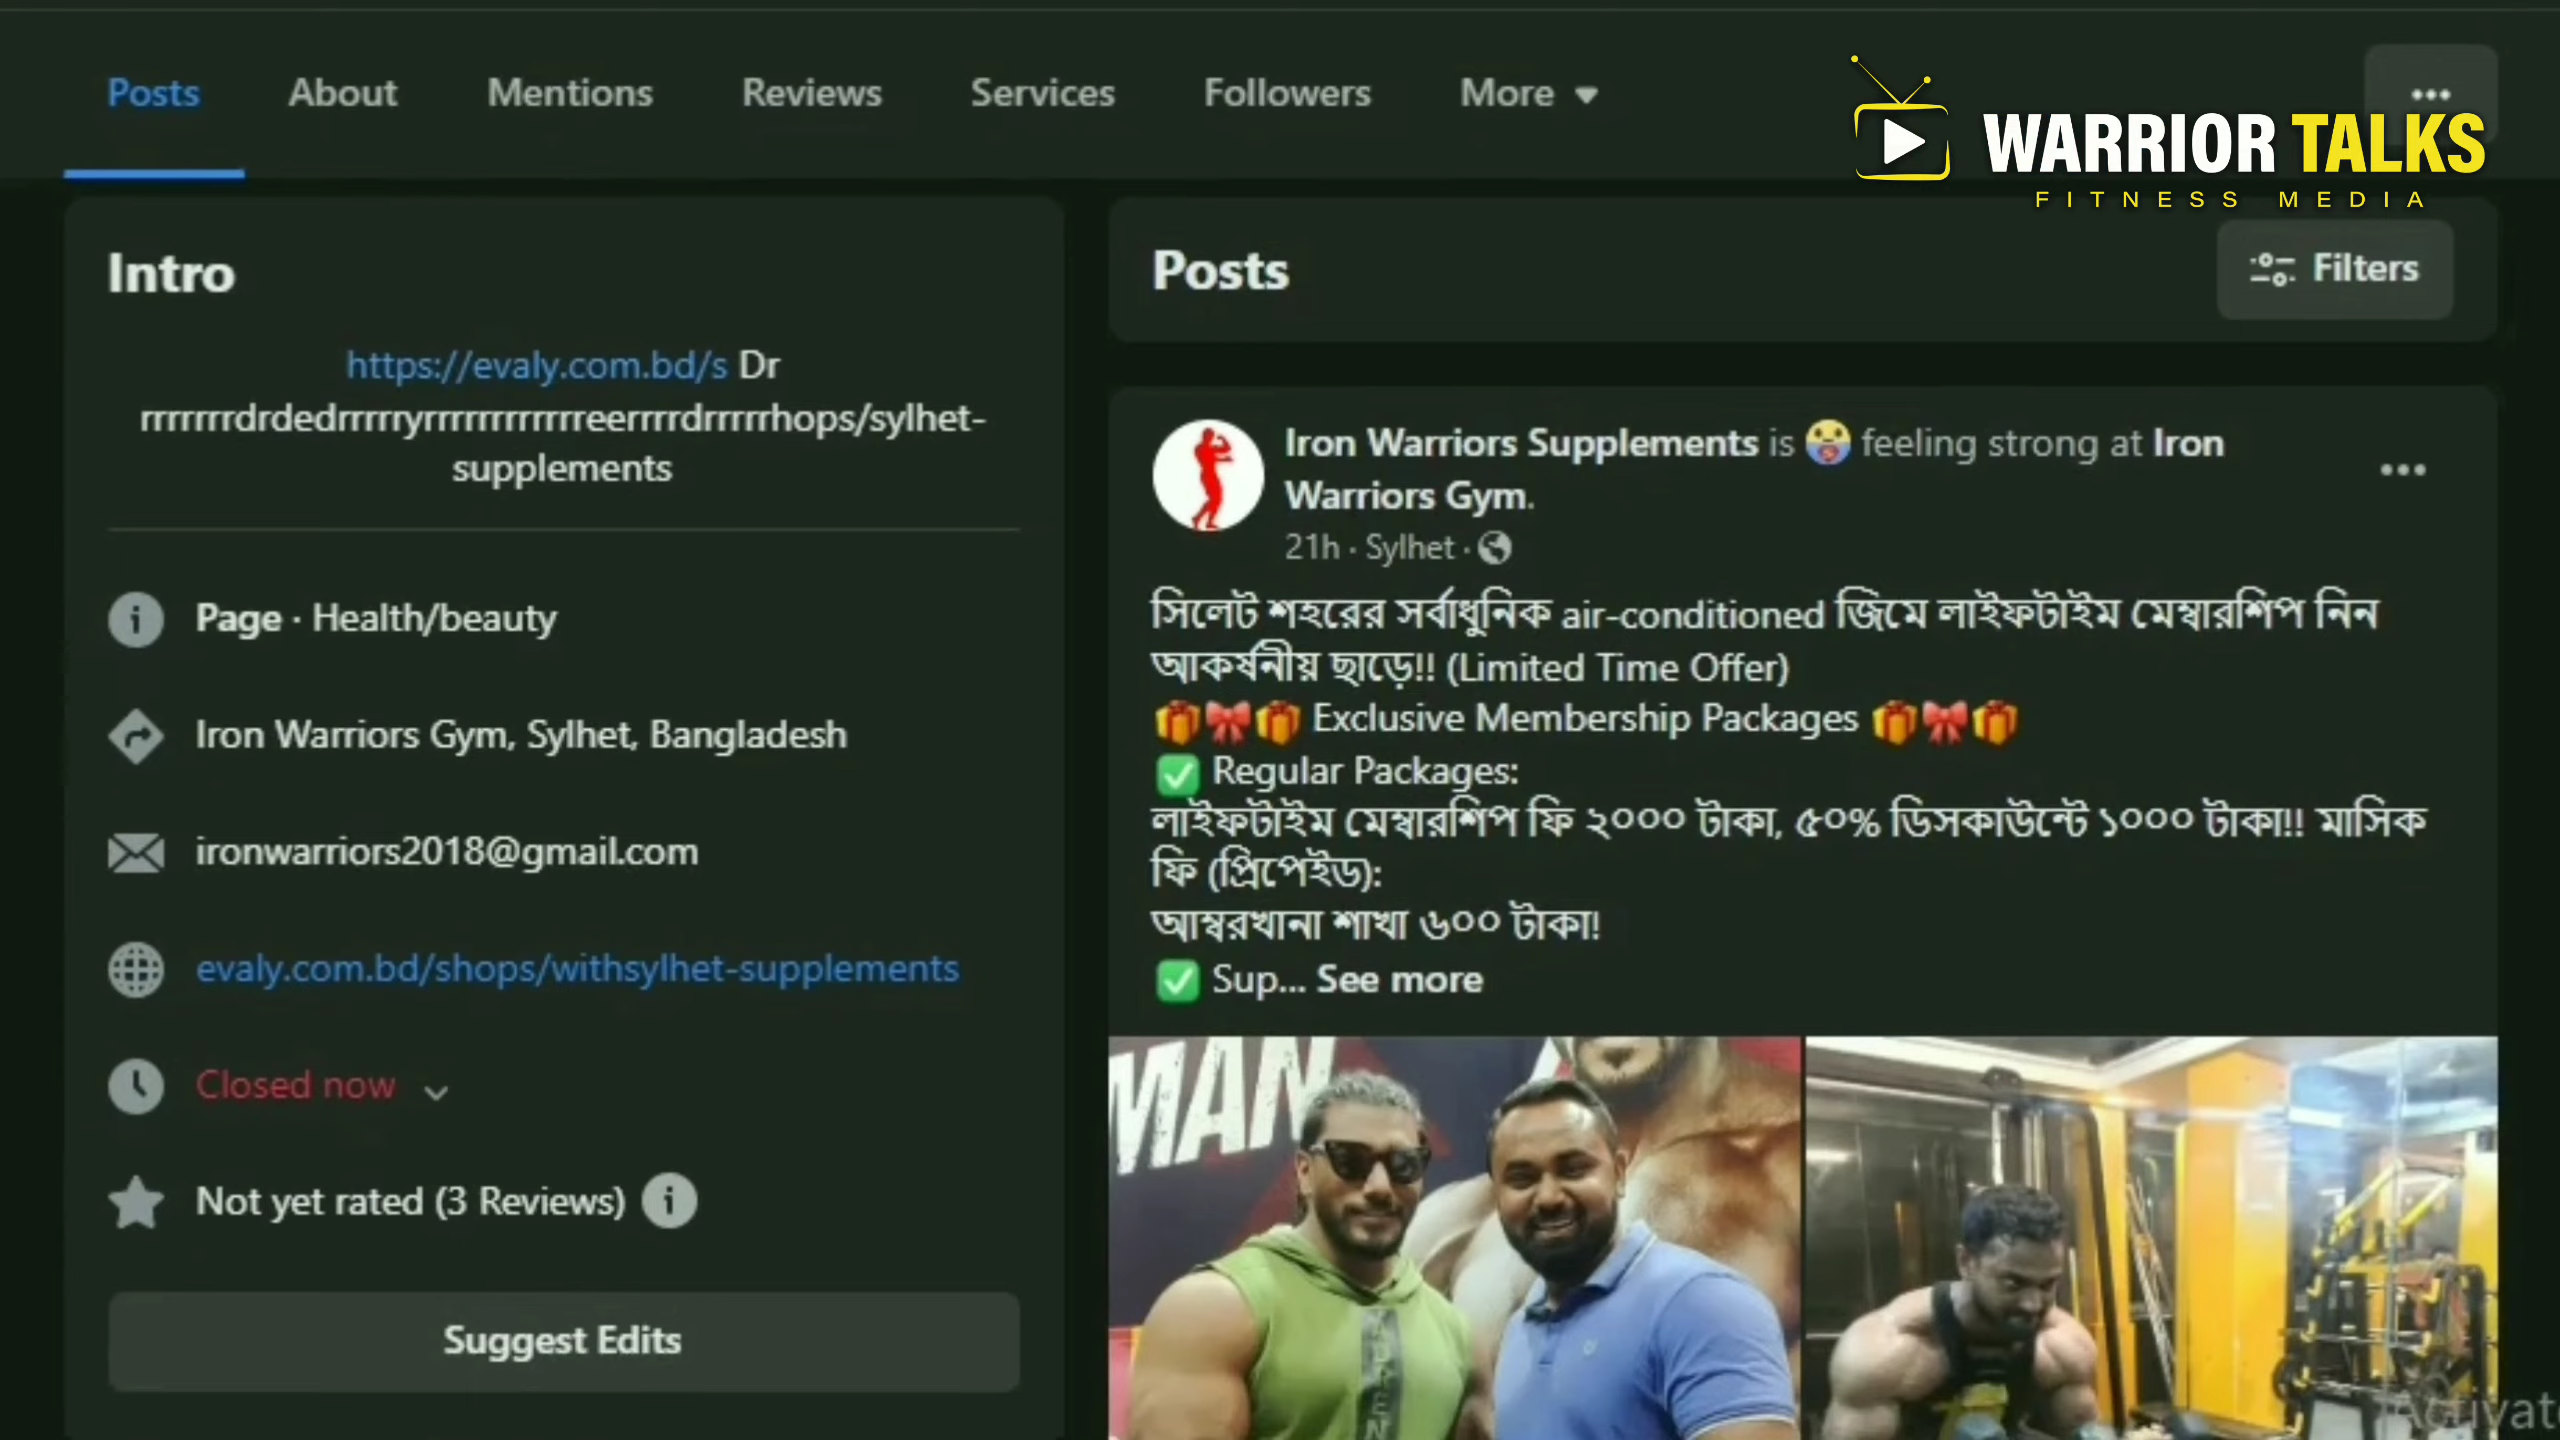 Posts About Mentions Reviews Services Followers More
WARRIOR TALKS
FITNESS MEDIA
Intro
https://evaly.com.bd/s Dr
rrrrrrrrdrdedrrrrrryrrrrrrrrrrrrrreerrrrrdrrrrrrhops/sylhet-
supplements
Page · Health/beauty
Iron Warriors Gym, Sylhet, Bangladesh
ironwarriors2018@gmail.com
evaly.com.bd/shops/withsylhet-supplements
Closed now
Not yet rated (3 Reviews)
Suggest Edits
Posts
Filters
Iron Warriors Supplements is feeling strong at Iron
Warriors Gym.
21h · Sylhet ·
সিলেট শহরের সর্বাধুনিক air-conditioned জিমে লাইফটাইম মেম্বারশিপ নিন
আকর্ষনীয় ছাড়ে!! (Limited Time Offer)
🎁🎀🎁 Exclusive Membership Packages 🎁🎀🎁
✅ Regular Packages:
লাইফটাইম মেম্বারশিপ ফি ২০০০ টাকা, ৫০% ডিসকাউন্টে ১০০০ টাকা!! মাসিক
ফি (প্রিপেইড):
আম্বরখানা শাখা ৬০০ টাকা!
✅ Sup... See more
MAN